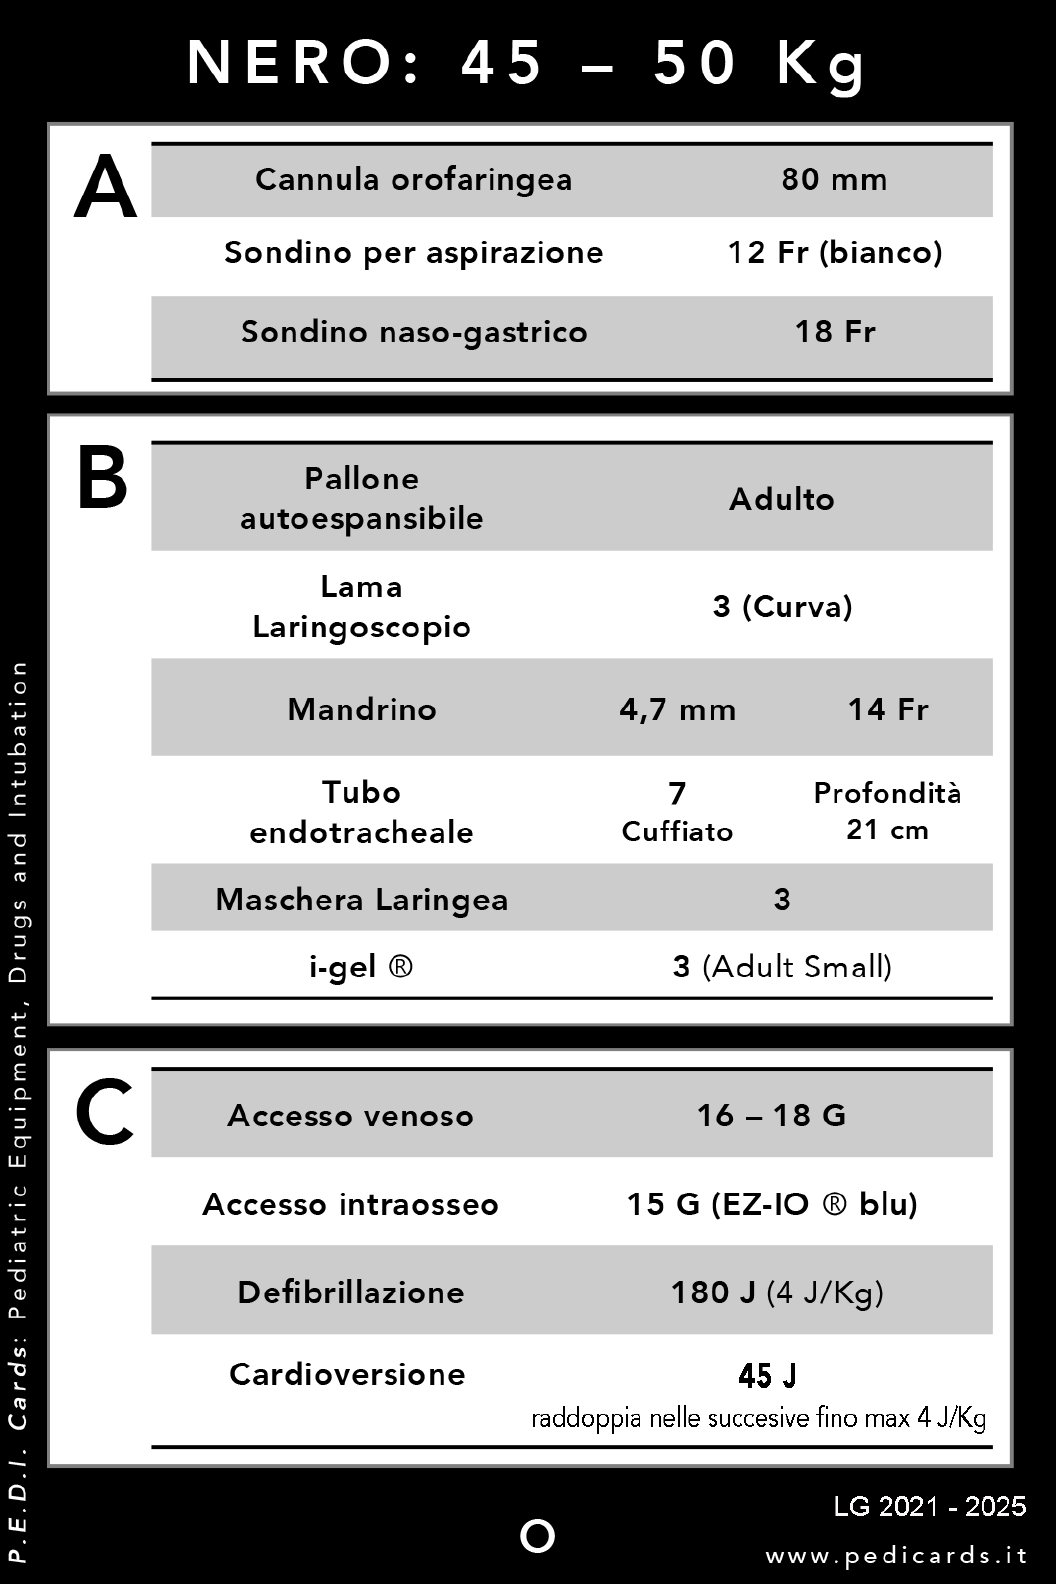 NERO: 45 – 50 Kg
A
Cannula orofaringea 80 mm
Sondino per aspirazione 12 Fr (bianco)
Sondino naso-gastrico 18 Fr
B
Pallone
autoespansibile
Adulto
Lama
Laringoscopio
3 (Curva)
Mandrino 4,7 mm 14 Fr
Tubo
endotracheale
7
Cuffiato
Profondità
21 cm
Maschera Laringea 3
i-gel ® 3 (Adult Small)
C
Accesso venoso 16 – 18 G
Accesso intraosseo 15 G (EZ-IO ® blu)
Defibrillazione 180 J (4 J/Kg)
Cardioversione 45 J
raddoppia nelle succesive fino max 4 J/Kg
P.E.D.I. Cards: Pediatric Equipment, Drugs and Intubation
LG 2021 - 2025
www.pedicards.it